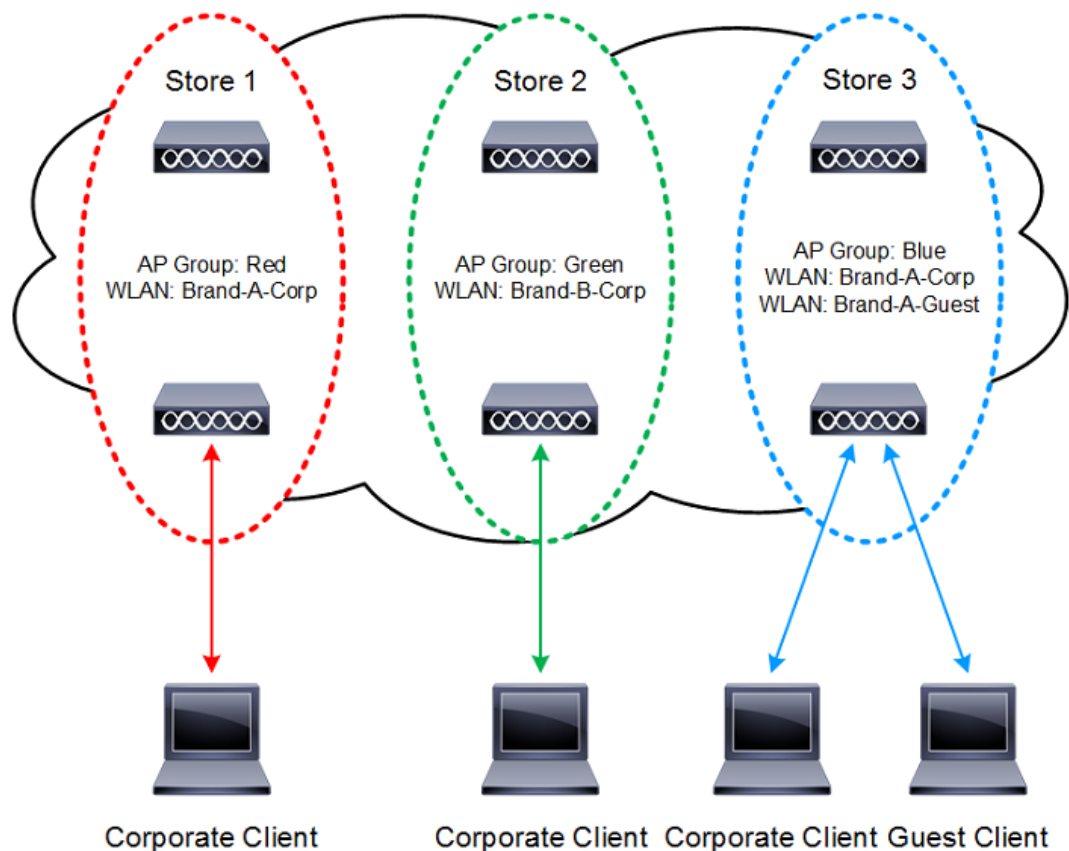 Store 1
Store 2
Store 3
AP Group: Red
WLAN: Brand-A-Corp
AP Group: Green
WLAN: Brand-B-Corp
AP Group: Blue
WLAN: Brand-A-Corp
WLAN: Brand-A-Guest
Corporate Client
Corporate Client
Corporate Client
Guest Client